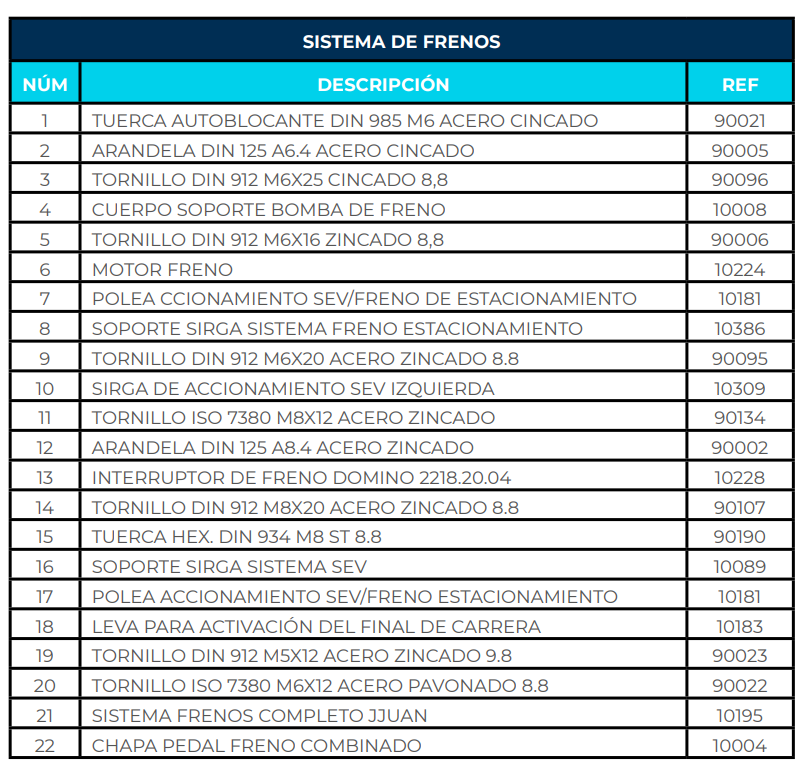 SISTEMA DE FRENOS
NÚM DESCRIPCIÓN REF
1 TUERCA AUTOBLOCANTE DIN 985 M6 ACERO CINCADO 90021
2 ARANDELA DIN 125 A6.4 ACERO CINCADO 90005
3 TORNILLO DIN 912 M6X25 CINCADO 8,8 90096
4 CUERPO SOPORTE BOMBA DE FRENO 10008
5 TORNILLO DIN 912 M6X16 ZINCADO 8,8 90006
6 MOTOR FRENO 10224
7 POLEA CCIONAMIENTO SEV/FRENO DE ESTACIONAMIENTO 10181
8 SOPORTE SIRGA SISTEMA FRENO ESTACIONAMIENTO 10386
9 TORNILLO DIN 912 M6X20 ACERO ZINCADO 8.8 90095
10 SIRGA DE ACCIONAMIENTO SEV IZQUIERDA 10309
11 TORNILLO ISO 7380 M8X12 ACERO ZINCADO 90134
12 ARANDELA DIN 125 A8.4 ACERO ZINCADO 90002
13 INTERRUPTOR DE FRENO DOMINO 2218.20.04 10228
14 TORNILLO DIN 912 M8X20 ACERO ZINCADO 8.8 90107
15 TUERCA HEX. DIN 934 M8 ST 8.8 90190
16 SOPORTE SIRGA SISTEMA SEV 10089
17 POLEA ACCIONAMIENTO SEV/FRENO ESTACIONAMIENTO 10181
18 LEVA PARA ACTIVACIÓN DEL FINAL DE CARRERA 10183
19 TORNILLO DIN 912 M5X12 ACERO ZINCADO 9.8 90023
20 TORNILLO ISO 7380 M6X12 ACERO PAVONADO 8.8 90022
21 SISTEMA FRENOS COMPLETO JJUAN 10195
22 CHAPA PEDAL FRENO COMBINADO 10004